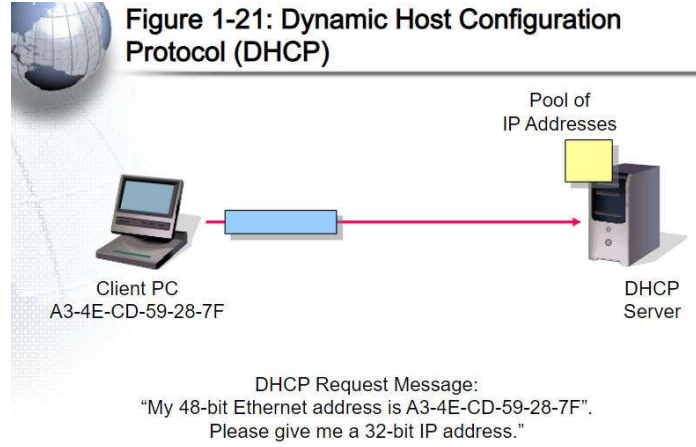 Figure 1-21: Dynamic Host Configuration
Protocol (DHCP)
Pool of
IP Addresses
Client PC
A3-4E-CD-59-28-7F
DHCP
Server
DHCP Request Message:
“My 48-bit Ethernet address is A3-4E-CD-59-28-7F”.
Please give me a 32-bit IP address.”